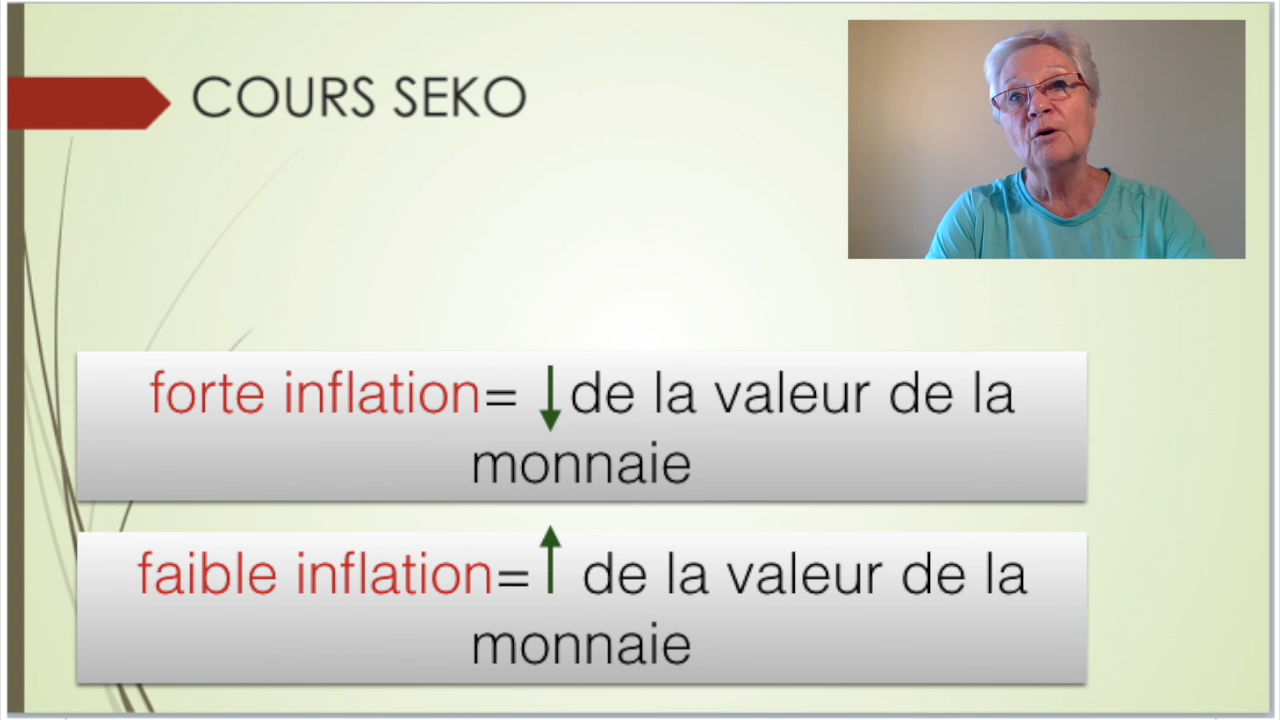 COURS SEKO
forte inflation= ↓ de la valeur de la
monnaie
faible inflation= ↑ de la valeur de la
monnaie